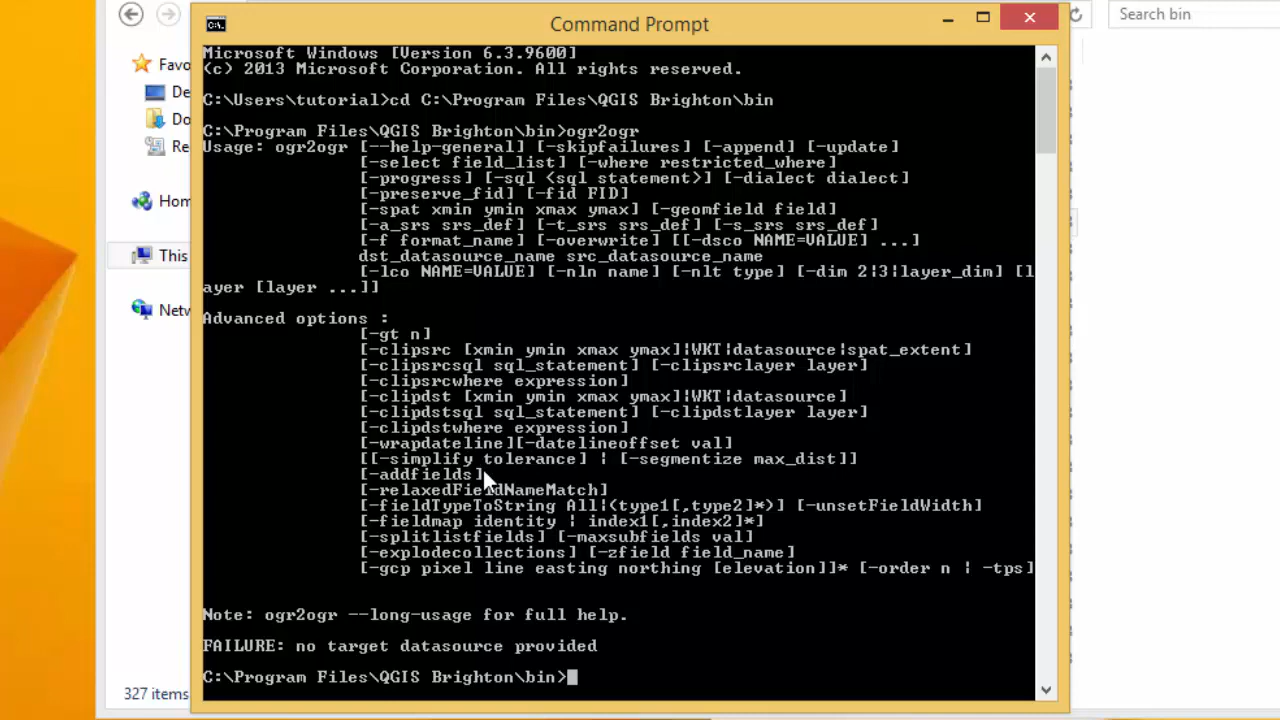 Command Prompt
Search bin
Microsoft Windows [Version 6.3.9600]
(c) 2013 Microsoft Corporation. All rights reserved.
C:\Users\tutorial>cd C:\Program Files\QGIS Brighton\bin
C:\Program Files\QGIS Brighton\bin>ogr2ogr
Usage: ogr2ogr [--help-general] [-skipfailures] [-append] [-update]
[-select field_list] [-where restricted_where]
[-progress] [-sql <sql statement>] [-dialect dialect]
[-preserve_fid] [-fid FID]
[-spat xmin ymin xmax ymax] [-geomfield field]
[-a_srs srs_def] [-t_srs srs_def] [-s_srs srs_def]
[-f format_name] [-overwrite] [[-dsco NAME=VALUE] ...]
dst_datasource_name src_datasource_name
[-lco NAME=VALUE] [-nln name] [-nlt type] [-dim 2|3|layer_dim] [l
ayer [layer ...]]
Advanced options :
[-gt n]
[-clipsrc [xmin ymin xmax ymax]|WKT|datasource|spat_extent]
[-clipsrcsql sql_statement] [-clipsrclayer layer]
[-clipsrcwhere expression]
[-clipdst [xmin ymin xmax ymax]|WKT|datasource]
[-clipdstsql sql_statement] [-clipdstlayer layer]
[-clipdstwhere expression]
[-wrapdateline][-datelineoffset val]
[[-simplify tolerance] | [-segmentize max_dist]]
[-addfields]
[-relaxedFieldNameMatch]
[-fieldTypeToString All|(type1[,type2]*)] [-unsetFieldWidth]
[-fieldmap identity | index1[,index2]*]
[-splitlistfields] [-maxsubfields val]
[-explodecollections] [-zfield field_name]
[-gcp pixel line easting northing [elevation]]* [-order n | -tps]
Note: ogr2ogr --long-usage for full help.
FAILURE: no target datasource provided
C:\Program Files\QGIS Brighton\bin>
Favo
De
Do
Re
Hom
This
Netw
327 items